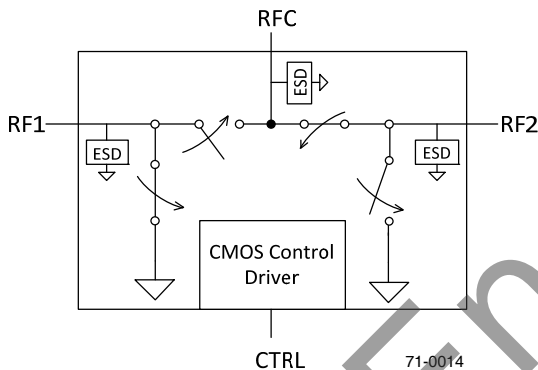 RFC
ESD
RF1
RF2
ESD
ESD
CMOS Control
Driver
CTRL
71-0014